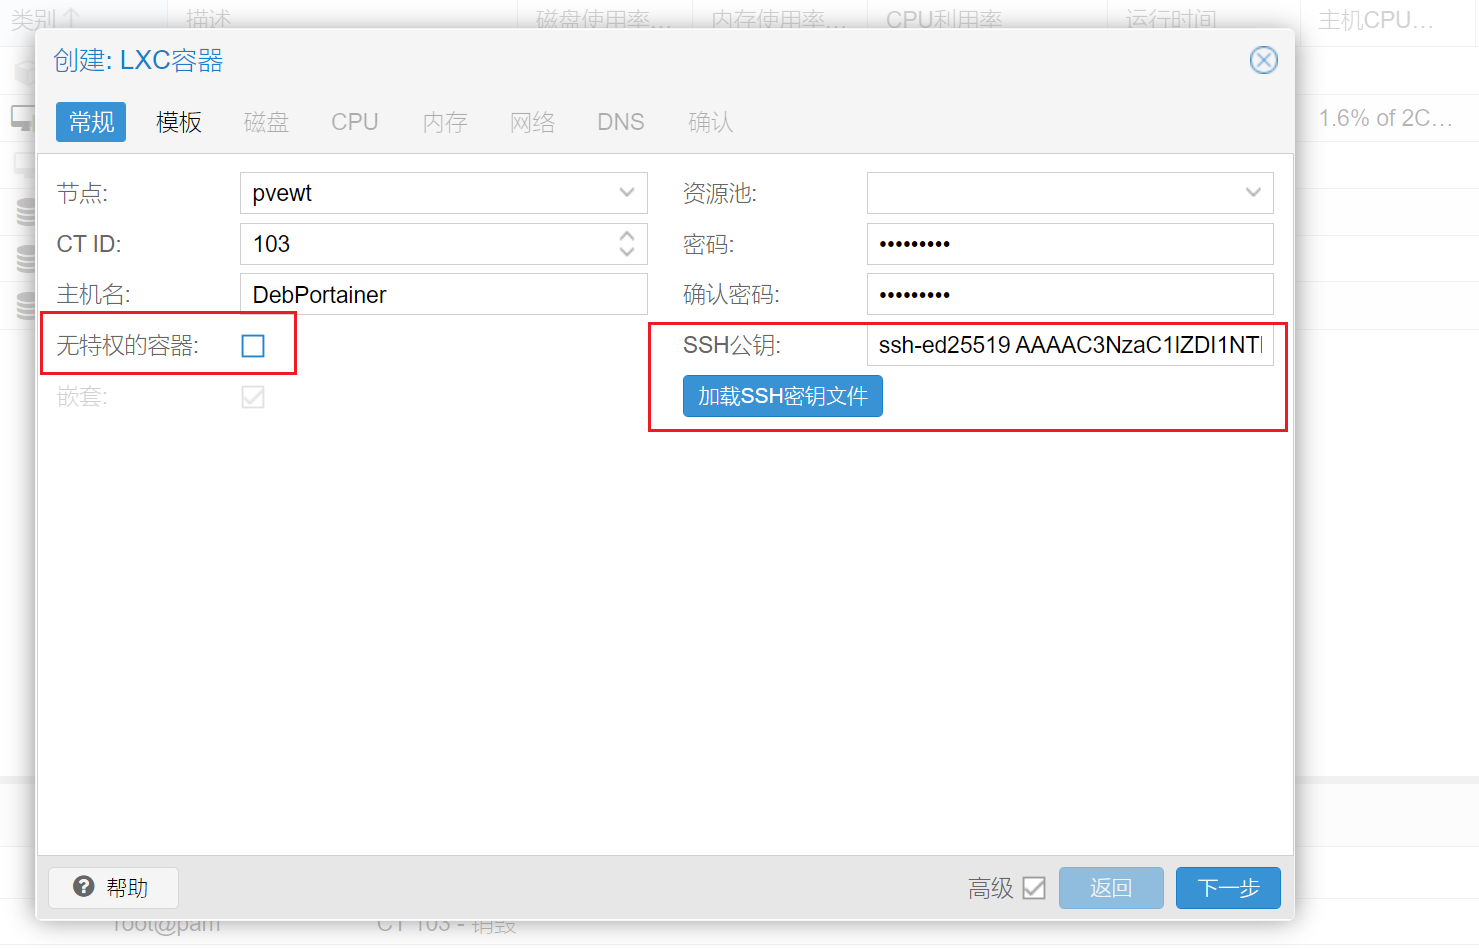 类别 描述 磁盘使用率... 内存使用率... CPU利用率 运行时间 主机CPU...
创建: LXC容器
常规 模板 磁盘 CPU 内存 网络 DNS 确认
1.6% of 2C...
节点: pvewt 资源池:
CT ID: 103 密码: •••••••••
主机名: DebPortainer 确认密码: •••••••••
无特权的容器: SSH公钥: ssh-ed25519
嵌套: 加载SSH密钥文件
帮助 高级 返回 下一步
root@pam CT 103 - 销毁